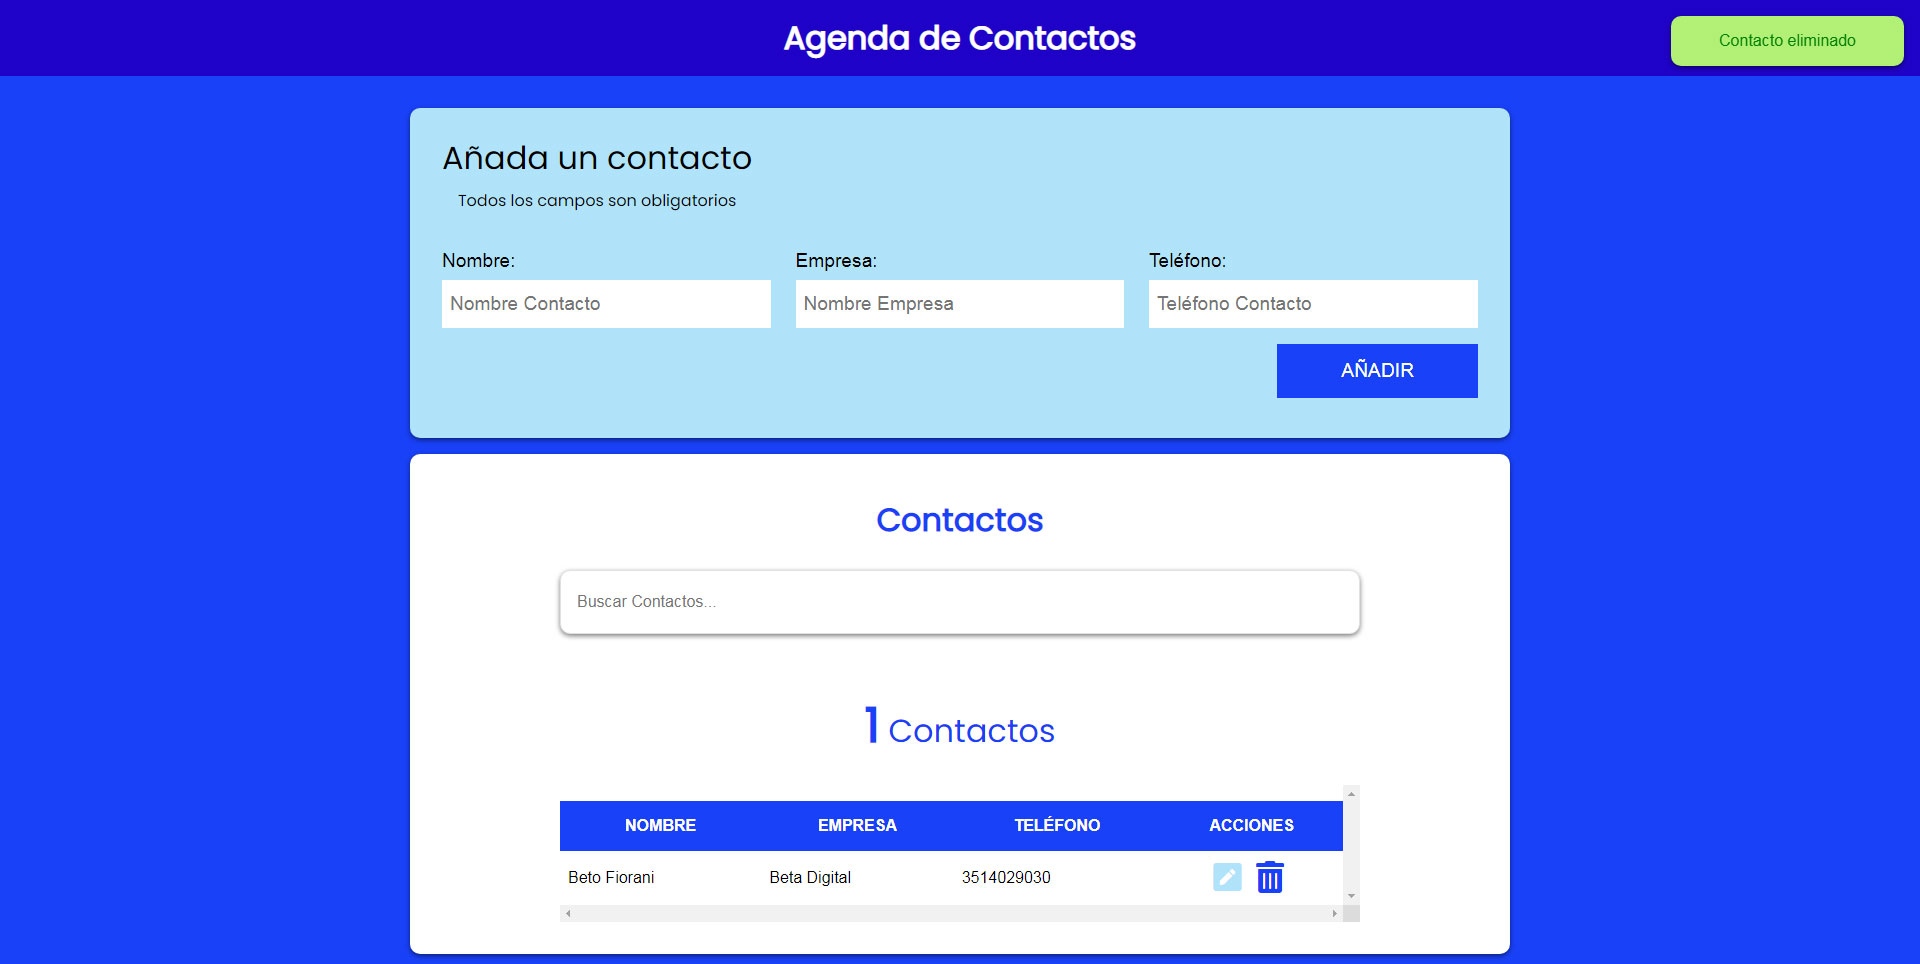 Agenda de Contactos
Contacto eliminado
Añada un contacto
Todos los campos son obligatorios
Nombre: Empresa: Teléfono:
Nombre Contacto Nombre Empresa Teléfono Contacto
AÑADIR
Contactos
Buscar Contactos...
1 Contactos
NOMBRE EMPRESA TELÉFONO ACCIONES
Beto Fiorani Beta Digital 3514029030